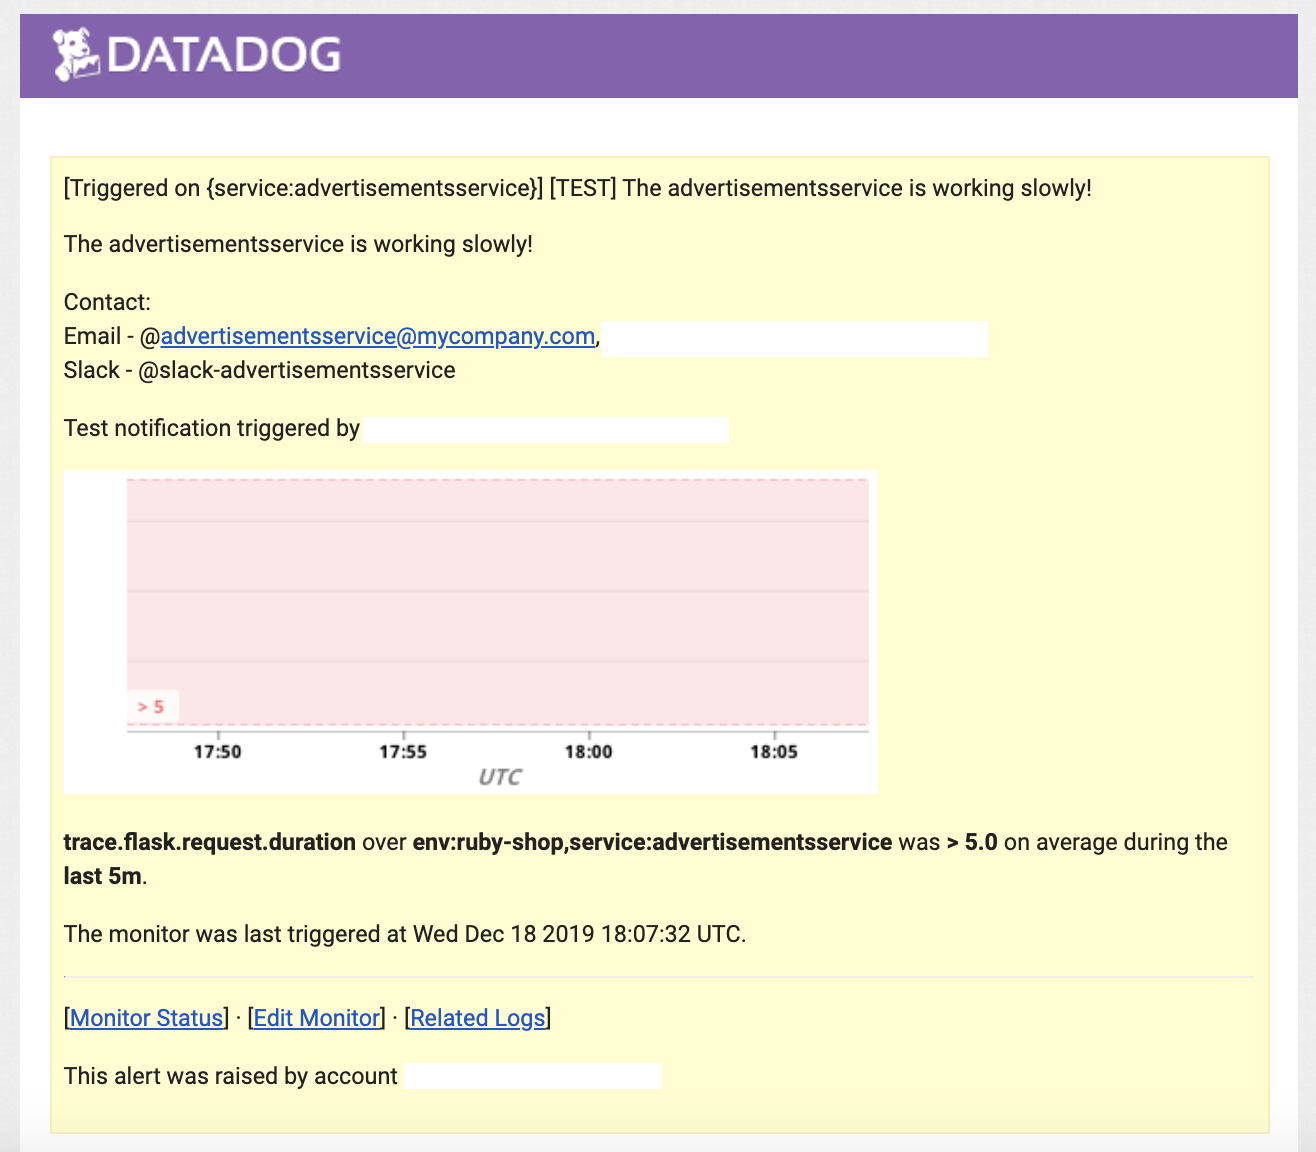 DATADOG
[Triggered on {service:advertisementsservice}] [TEST] The advertisementsservice is working slowly!
The advertisementsservice is working slowly!
Contact:
Email - @advertisementsservice@mycompany.com,
Slack - @slack-advertisementsservice
Test notification triggered by
> 5
17:50 17:55 18:00 18:05
UTC
trace.flask.request.duration over env:ruby-shop,service:advertisementsservice was > 5.0 on average during the
last 5m.
The monitor was last triggered at Wed Dec 18 2019 18:07:32 UTC.
[Monitor Status] · [Edit Monitor] · [Related Logs]
This alert was raised by account